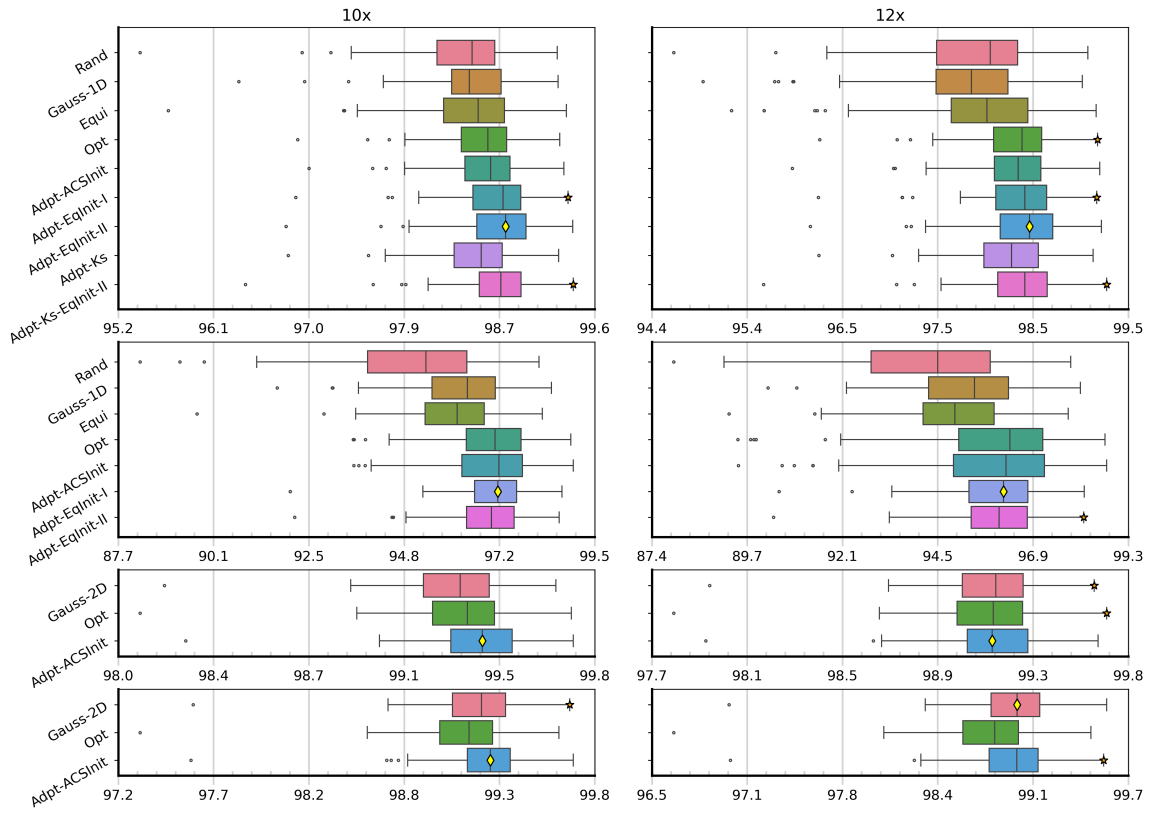 10x 12x
Rand
Gauss-1D
Equi
Opt
Adpt-ACSInit
Adpt-EqInit-I
Adpt-EqInit-II
Adpt-Ks
Adpt-Ks-EqInit-II
95.2 96.1 97.0 97.9 98.7 99.6 94.4 95.4 96.5 97.5 98.5 99.5
Rand
Gauss-1D
Equi
Opt
Adpt-ACSInit
Adpt-EqInit-I
Adpt-EqInit-II
87.7 90.1 92.5 94.8 97.2 99.5 87.4 89.7 92.1 94.5 96.9 99.3
Gauss-2D
Opt
Adpt-ACSInit
98.0 98.4 98.7 99.1 99.5 99.8 97.7 98.1 98.5 98.9 99.3 99.8
Gauss-2D
Opt
Adpt-ACSInit
97.2 97.7 98.2 98.8 99.3 99.8 96.5 97.1 97.8 98.4 99.1 99.7